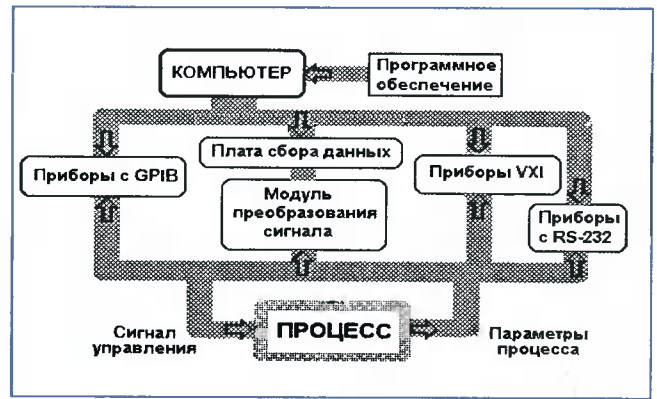 КОМПЬЮТЕР
Программное
обеспечение
Приборы с GPIB
Плата сбора данных
Приборы VXI
Модуль
преобразования
сигнала
Приборы
с RS-232
Сигнал
управления
ПРОЦЕСС
Параметры
процесса